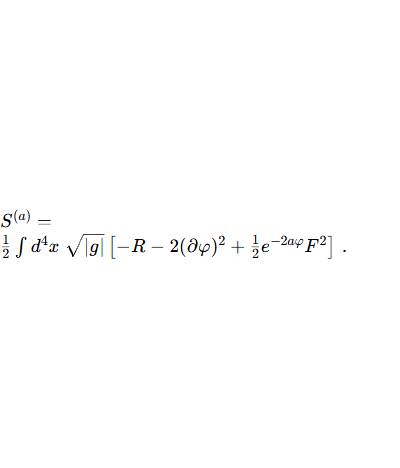 S^{(a)} =
\frac{1}{2} \int d^4x \sqrt{|g|} \left[ -R - 2(\partial\varphi)^2 + \frac{1}{2} e^{-2a\varphi} F^2 \right] .